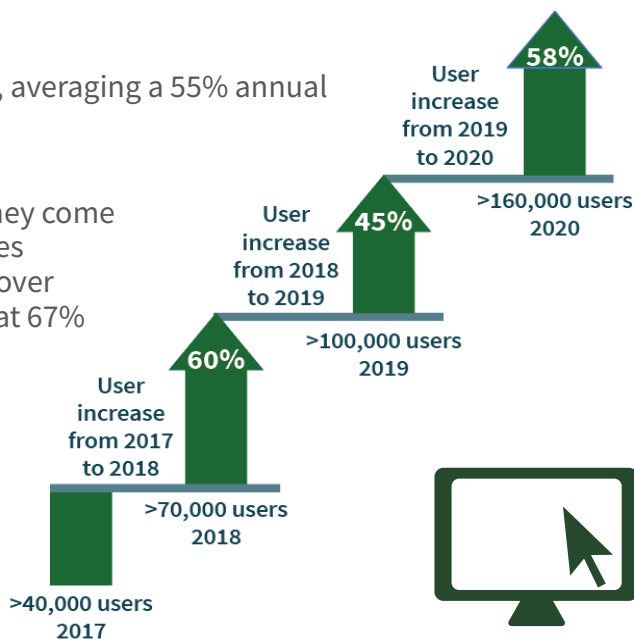 , averaging a 55% annual
ey come
es
over
at 67%
58%
User
increase
from 2019
to 2020
>160,000 users
2020
45%
User
increase
from 2018
to 2019
>100,000 users
2019
60%
User
increase
from 2017
to 2018
>70,000 users
2018
>40,000 users
2017